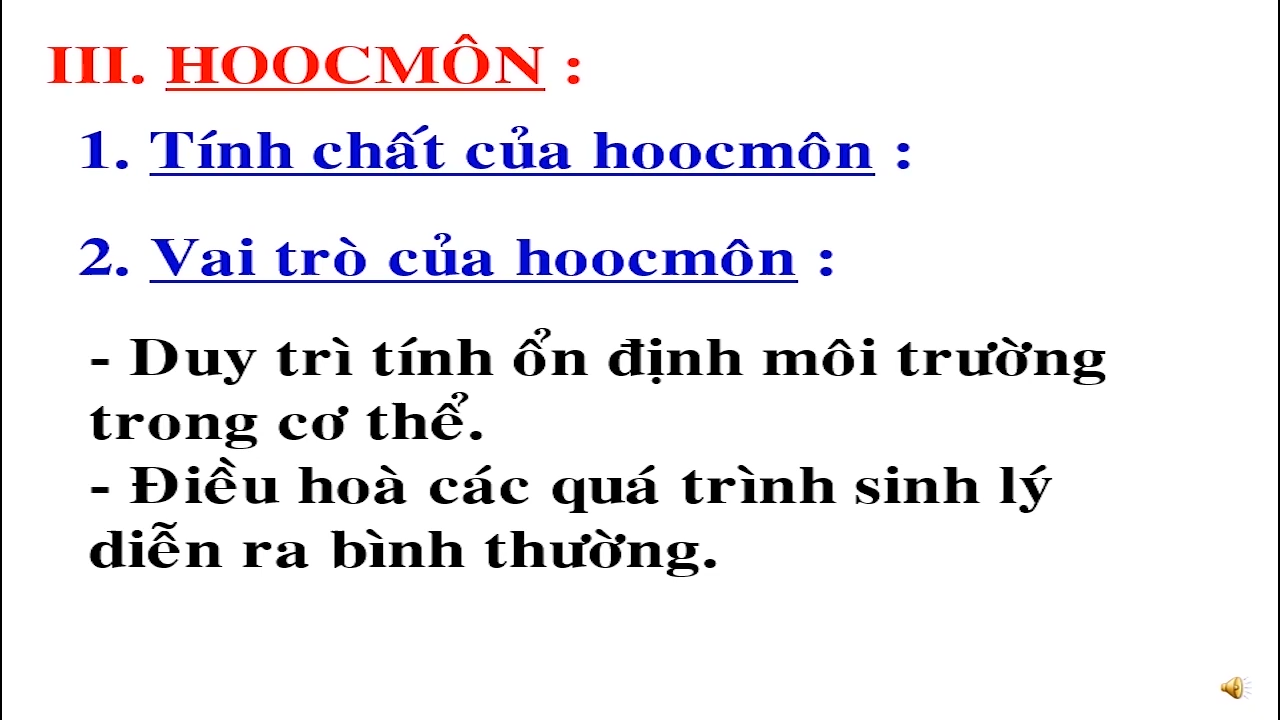 III. HOOCMÔN :
1. Tính chất của hoocmôn :
2. Vai trò của hoocmôn :
- Duy trì tính ổn định môi trường
trong cơ thể.
- Điều hoà các quá trình sinh lý
diễn ra bình thường.